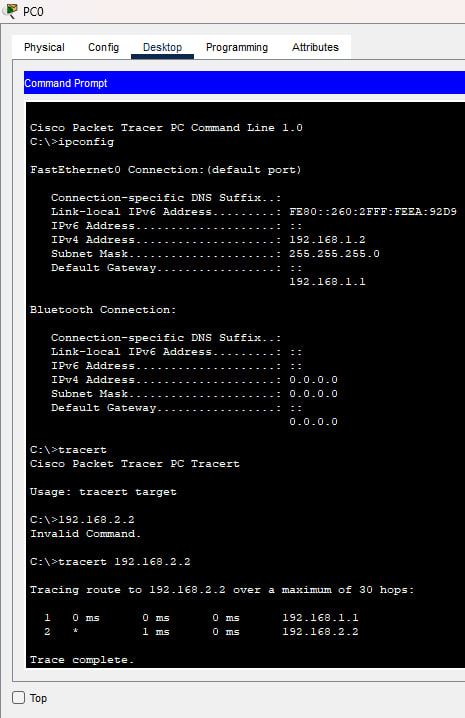 PC0
Physical Config Desktop Programming Attributes
Command Prompt
Cisco Packet Tracer PC Command Line 1.0
C:\>ipconfig
FastEthernet0 Connection:(default port)
Connection-specific DNS Suffix..:
Link-local IPv6 Address.........: FE80::260:2FFF:FEEA:92D9
IPv6 Address....................: ::
IPv4 Address....................: 192.168.1.2
Subnet Mask.....................: 255.255.255.0
Default Gateway.................: ::
192.168.1.1
Bluetooth Connection:
Connection-specific DNS Suffix..:
Link-local IPv6 Address.........: ::
IPv6 Address....................: ::
IPv4 Address....................: 0.0.0.0
Subnet Mask.....................: 0.0.0.0
Default Gateway.................: ::
0.0.0.0
C:\>tracert
Cisco Packet Tracer PC Tracert
Usage: tracert target
C:\>192.168.2.2
Invalid Command.
C:\>tracert 192.168.2.2
Tracing route to 192.168.2.2 over a maximum of 30 hops:
1 0 ms 0 ms 0 ms 192.168.1.1
2 * 1 ms 0 ms 192.168.2.2
Trace complete.
Top